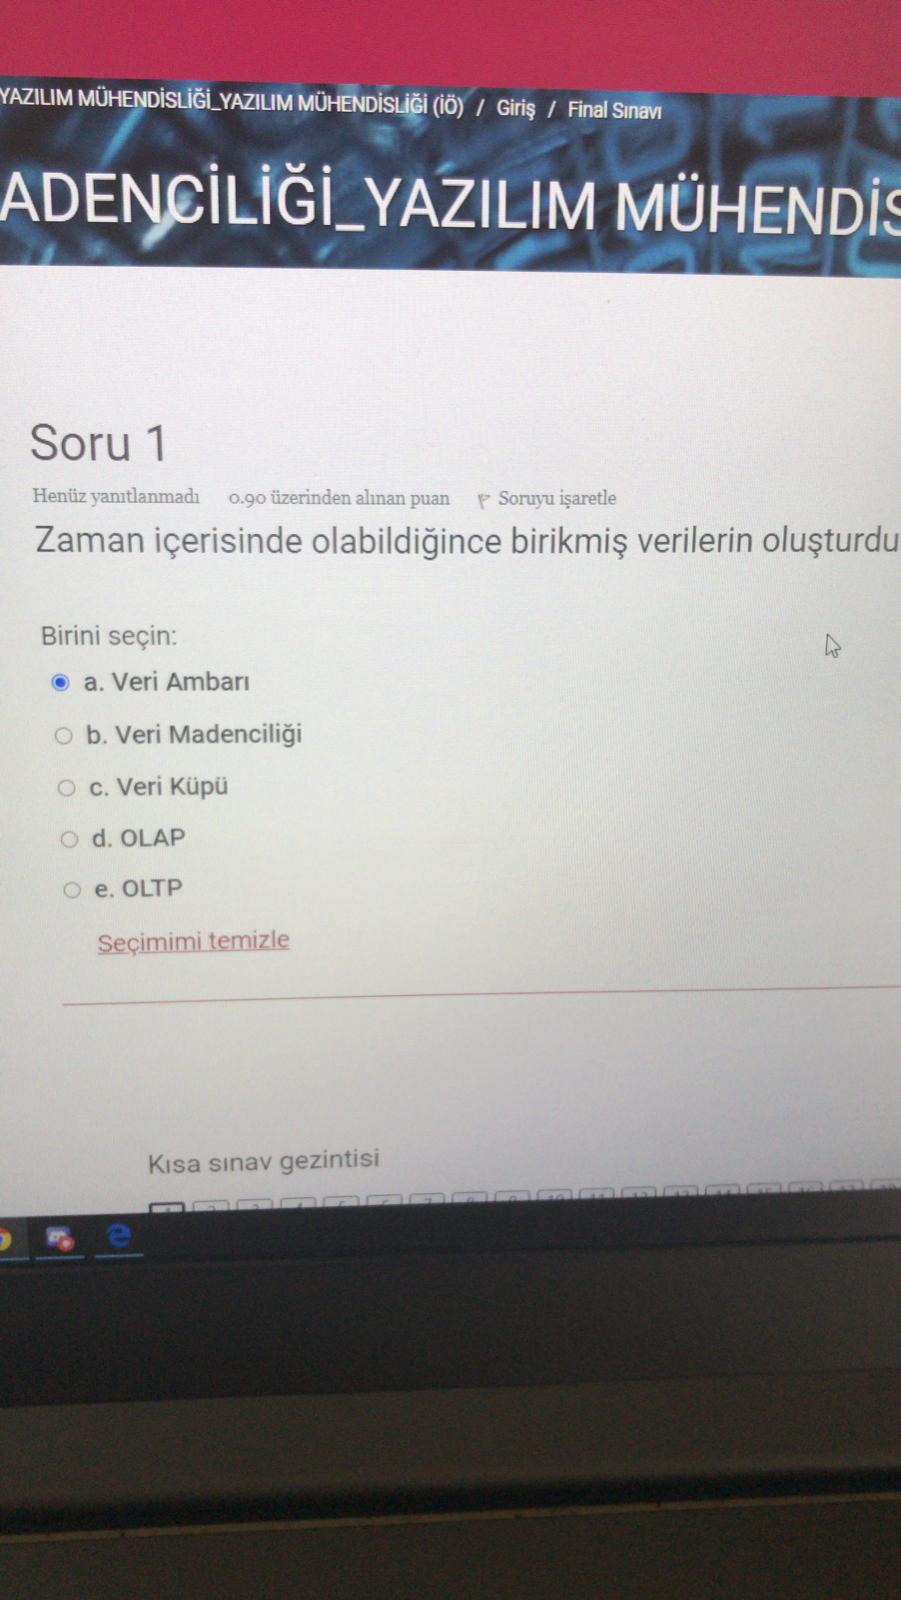 YAZILIM MÜHENDİSLİĞİ_YAZILIM MÜHENDİSLİĞİ (İÖ) / Giriş / Final Sınavı
ADENCİLİĞİ_YAZILIM MÜHENDİS
Soru 1
Henüz yanıtlanmadı 0.90 üzerinden alınan puan Soruyu işaretle
Zaman içerisinde olabildiğince birikmiş verilerin oluşturdu
Birini seçin:
a. Veri Ambarı
b. Veri Madenciliği
c. Veri Küpü
d. OLAP
e. OLTP
Seçimimi temizle
Kısa sınav gezintisi